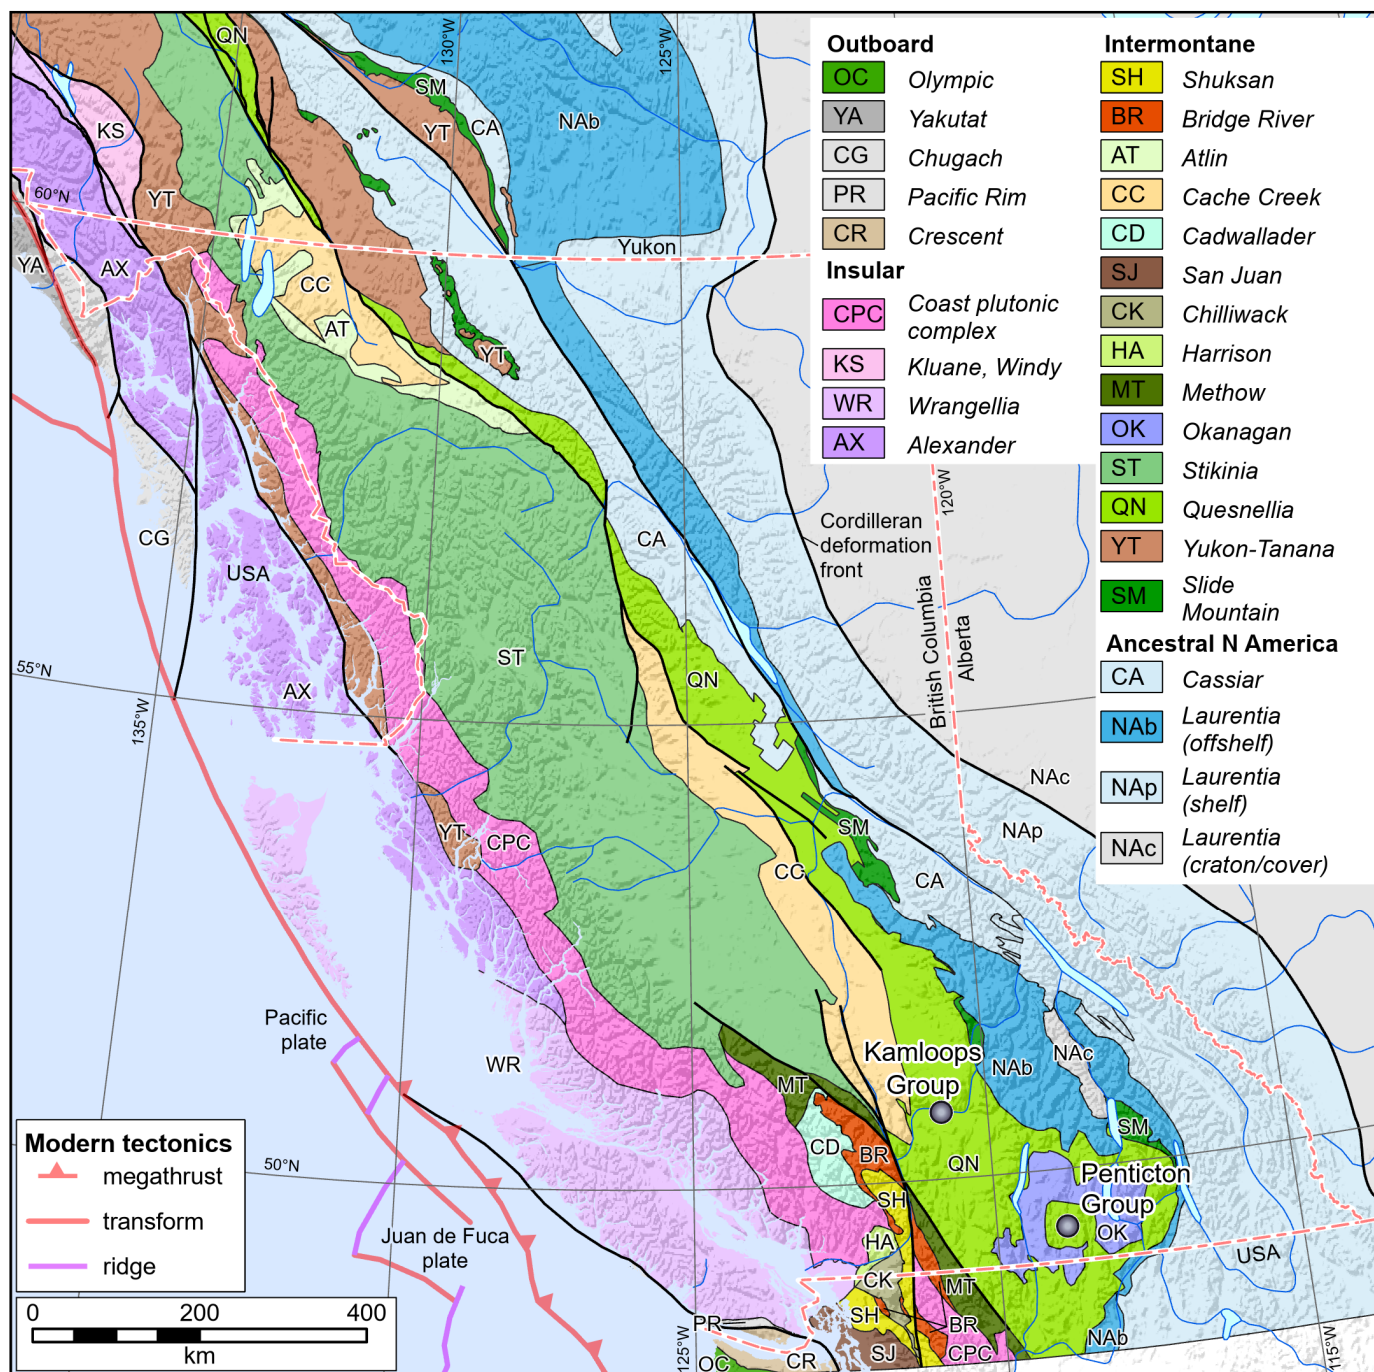 Outboard
OC Olympic
YA Yakutat
CG Chugach
PR Pacific Rim
CR Crescent
Insular
CPC Coast plutonic
complex
KS Kluane, Windy
WR Wrangellia
AX Alexander
Intermontane
SH Shuksan
BR Bridge River
AT Atlin
CC Cache Creek
CD Cadwallader
SJ San Juan
CK Chilliwack
HA Harrison
MT Methow
OK Okanagan
ST Stikinia
QN Quesnellia
YT Yukon-Tanana
SM Slide
Mountain
Ancestral N America
CA Cassiar
NAb Laurentia
(offshelf)
NAp Laurentia
(shelf)
NAc Laurentia
(craton/cover)
QN
130°W
125°W
SM
CA
NAb
YT
KS
60°N
YT
Yukon
YA
AX
CC
AT
YT
120°W
Cordilleran
deformation
front
CG
CA
USA
British Columbia
Alberta
ST
55°N
QN
AX
135°W
NAc
SM
NAp
YT
CPC
CC
CA
Pacific
plate
Kamloops
Group
NAc
WR
NAb
MT
SM
CD
BR
QN
50°N
Penticton
Group
SH
OK
HA
Juan de Fuca
plate
USA
CK
MT
SH
BR
PR
NAb
125°W
OC
CR
SJ
CPC
115°W
Modern tectonics
megathrust
transform
ridge
0 200 400
km